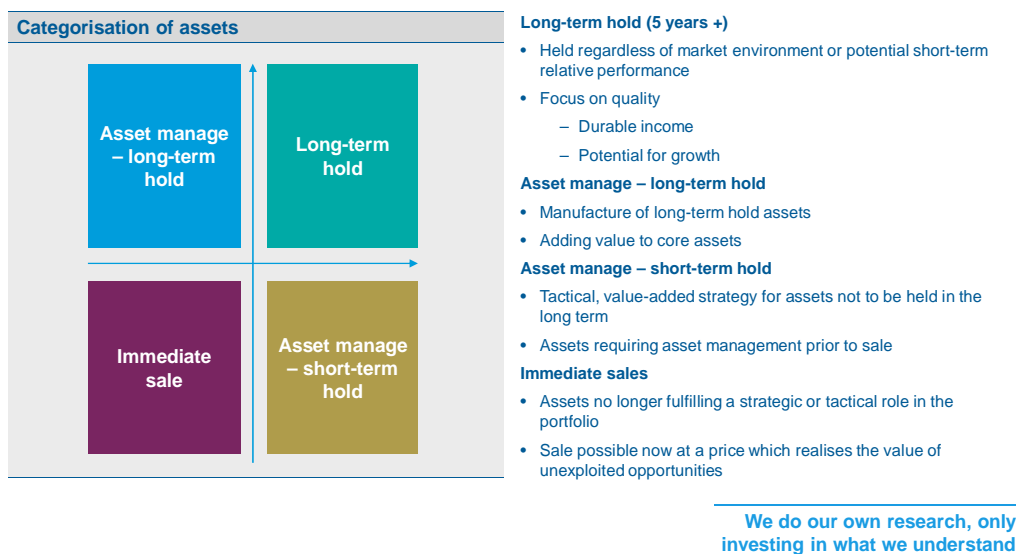 Categorisation of assets
Asset manage
– long-term
hold
Long-term
hold
Immediate
sale
Asset manage
– short-term
hold
Long-term hold (5 years +)
• Held regardless of market environment or potential short-term
relative performance
• Focus on quality
– Durable income
– Potential for growth
Asset manage – long-term hold
• Manufacture of long-term hold assets
• Adding value to core assets
Asset manage – short-term hold
• Tactical, value-added strategy for assets not to be held in the
long term
• Assets requiring asset management prior to sale
Immediate sales
• Assets no longer fulfilling a strategic or tactical role in the
portfolio
• Sale possible now at a price which realises the value of
unexploited opportunities
We do our own research, only
investing in what we understand